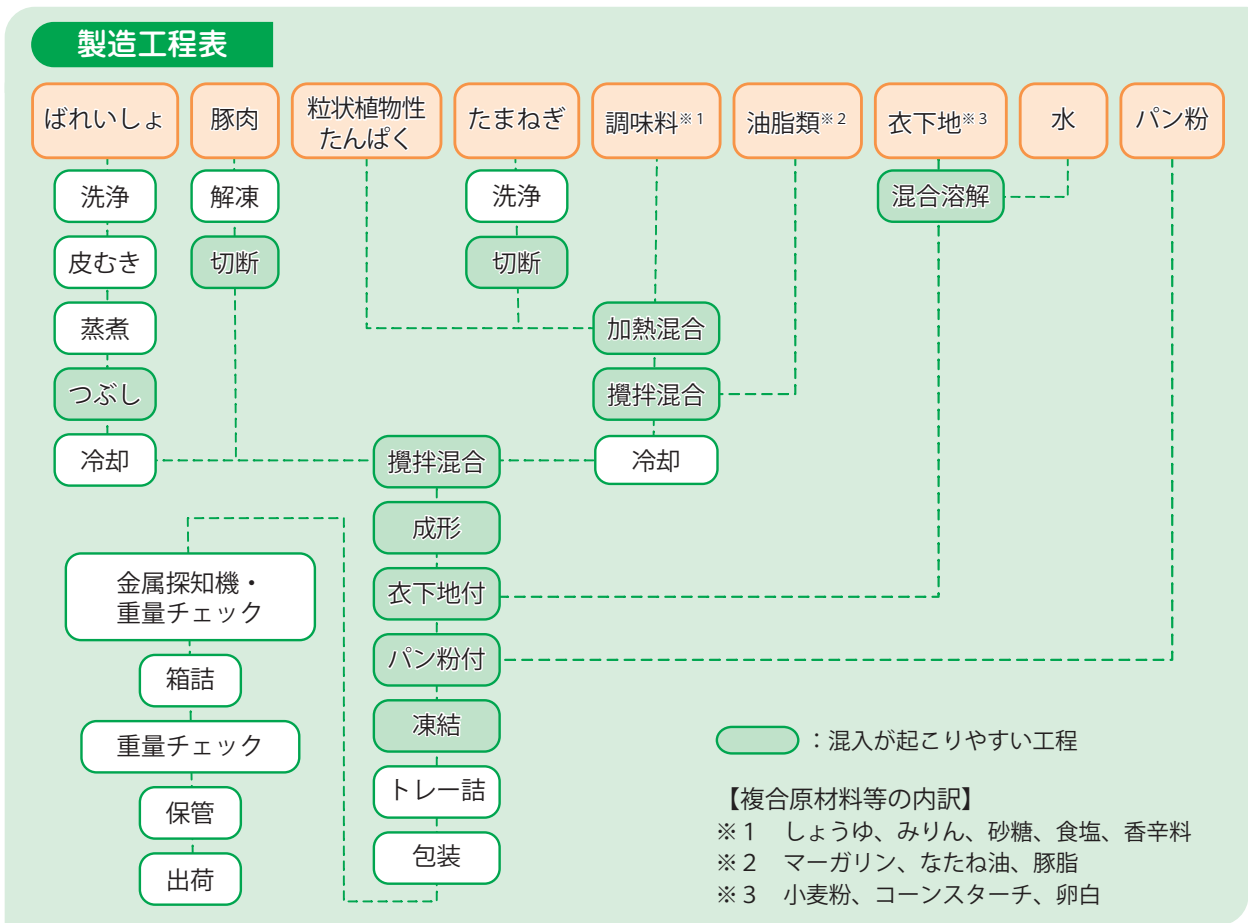 製造工程表
ばれいしょ
豚肉
粒状植物性
たんぱく
たまねぎ
調味料※1
油脂類※2
衣下地※3
水
パン粉
洗浄
解凍
洗浄
混合溶解
皮むき
切断
切断
蒸煮
加熱混合
つぶし
攪拌混合
冷却
攪拌混合
冷却
成形
衣下地付
パン粉付
凍結
トレー詰
包装
金属探知機・
重量チェック
箱詰
重量チェック
保管
出荷
：混入が起こりやすい工程
【複合原材料等の内訳】
※1 しょうゆ、みりん、砂糖、食塩、香辛料
※2 マーガリン、なたね油、豚脂
※3 小麦粉、コーンスターチ、卵白